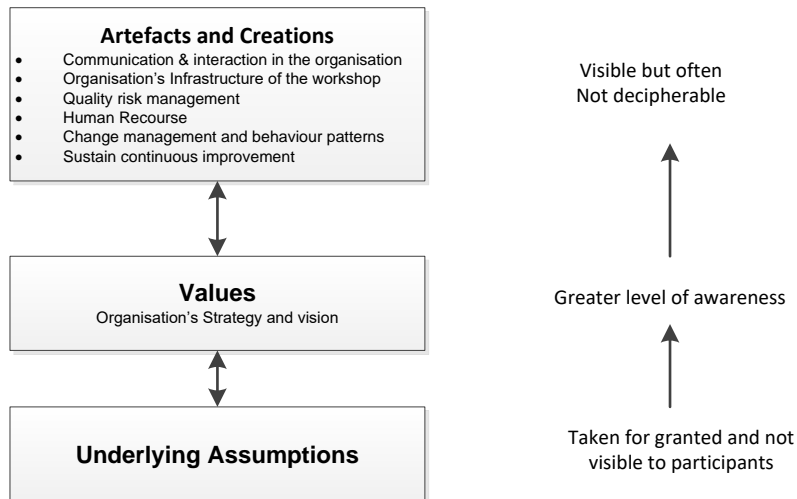 Artefacts and Creations
• Communication & interaction in the organisation
• Organisation's Infrastructure of the workshop
• Quality risk management
• Human Recourse
• Change management and behaviour patterns
• Sustain continuous improvement
Visible but often
Not decipherable
Values
Organisation's Strategy and vision
Greater level of awareness
Underlying Assumptions
Taken for granted and not
visible to participants